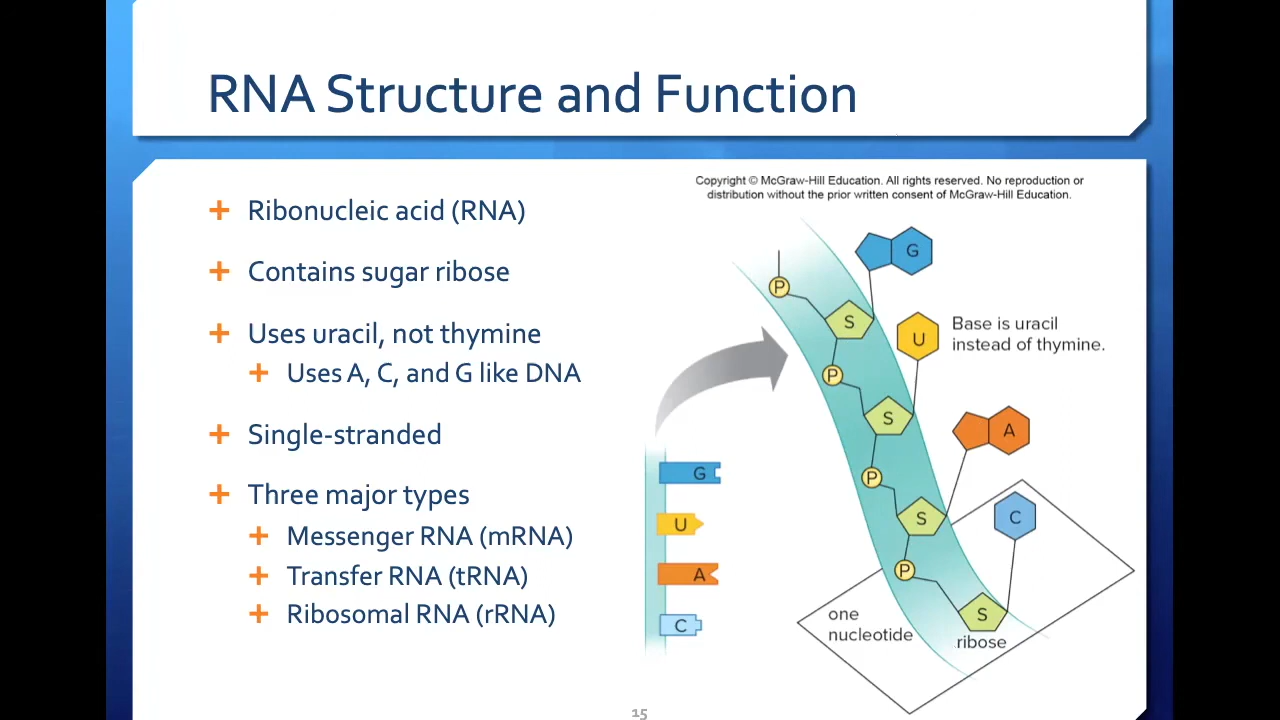 RNA Structure and Function
Ribonucleic acid (RNA)
Contains sugar ribose
Uses uracil, not thymine
Uses A, C, and G like DNA
Single-stranded
Three major types
Messenger RNA (mRNA)
Transfer RNA (tRNA)
Ribosomal RNA (rRNA)
Copyright © McGraw-Hill Education. All rights reserved. No reproduction or
distribution without the prior written consent of McGraw-Hill Education.
G
P
S
U
Base is uracil
instead of thymine.
P
S
A
P
S
C
P
S
one
nucleotide
ribose
G
U
A
C
15